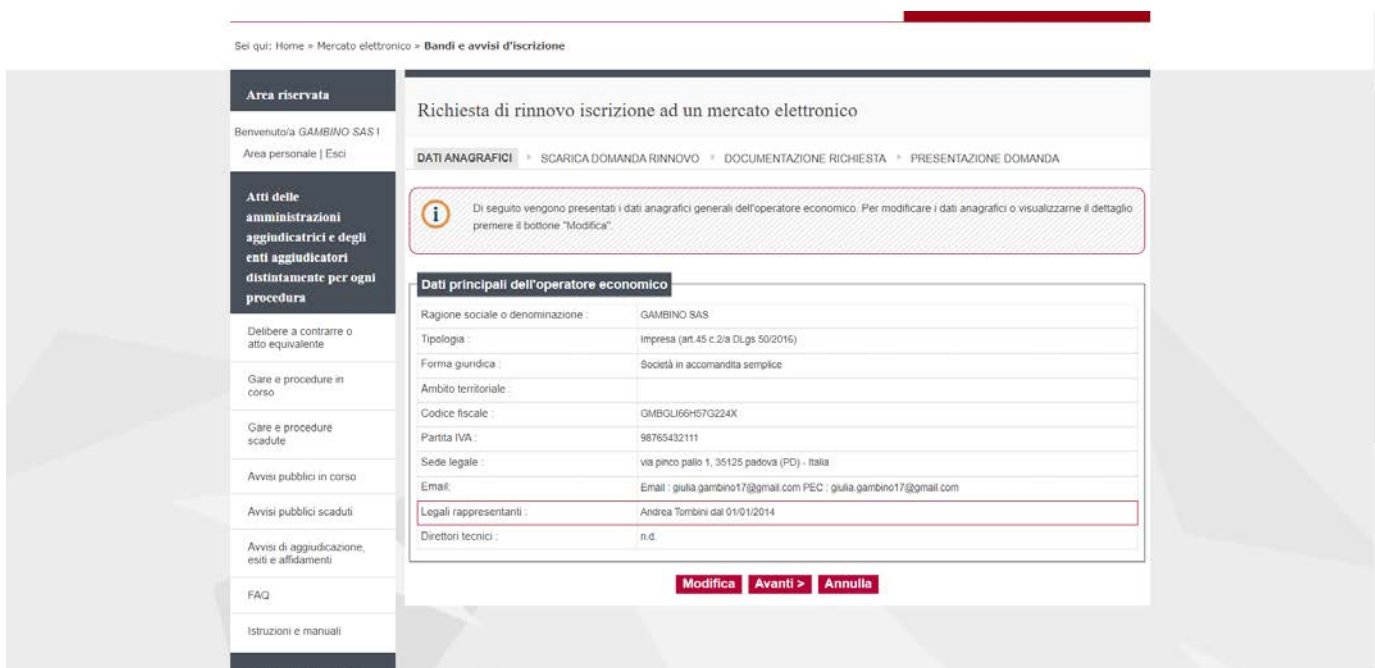 Sei qui: Home » Mercato elettronico » Bandi e avvisi d'iscrizione
Area riservata
Benvenuto/a GAMBINO SAS !
Area personale | Esci
Atti delle
amministrazioni
aggiudicatrici e degli
enti aggiudicatori
distintamente per ogni
procedura
Delibere a contrarre o
atto equivalente
Gare e procedure in
corso
Gare e procedure
scadute
Avvisi pubblici in corso
Avvisi pubblici scaduti
Avvisi di aggiudicazione,
esiti e affidamenti
FAQ
Istruzioni e manuali
Richiesta di rinnovo iscrizione ad un mercato elettronico
DATI ANAGRAFICI SCARICA DOMANDA RINNOVO DOCUMENTAZIONE RICHIESTA PRESENTAZIONE DOMANDA
Di seguito vengono presentati i dati anagrafici generali dell'operatore economico. Per modificare i dati anagrafici o visualizzarne il dettaglio
premere il bottone "Modifica".
Dati principali dell'operatore economico
Ragione sociale o denominazione : GAMBINO SAS
Tipologia : Impresa (art.45 c.2/a DLgs 50/2016)
Forma giuridica : Società in accomandita semplice
Ambito territoriale :
Codice fiscale : GMBGLI66H57G224X
Partita IVA : 98765432111
Sede legale : via pinco pallo 1, 35125 padova (PD) - Italia
Email: Email : giulia.gambino17@gmail.com PEC : giulia.gambino17@gmail.com
Legali rappresentanti : Andrea Tombini dal 01/01/2014
Direttori tecnici : n.d.
Modifica Avanti > Annulla